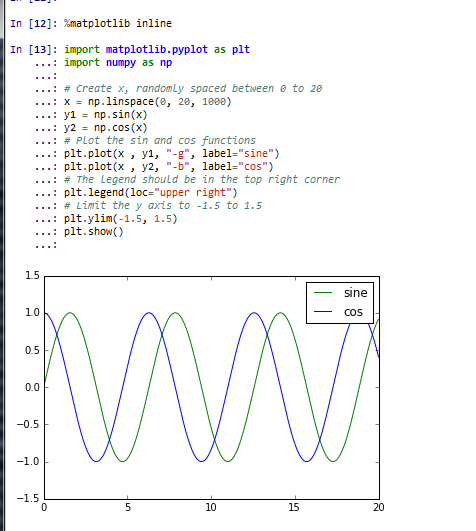 In [12]: %matplotlib inline
In [13]: import matplotlib.pyplot as plt
...: import numpy as np
...:
...: # Create x, randomly spaced between 0 to 20
...: x = np.linspace(0, 20, 1000)
...: y1 = np.sin(x)
...: y2 = np.cos(x)
...: # Plot the sin and cos functions
...: plt.plot(x , y1, "-g", label="sine")
...: plt.plot(x , y2, "-b", label="cos")
...: # The Legend should be in the top right corner
...: plt.legend(loc="upper right")
...: # Limit the y axis to -1.5 to 1.5
...: plt.ylim(-1.5, 1.5)
...: plt.show()
...:
1.5
1.0
0.5
0.0
−0.5
−1.0
−1.5
sine
cos
0 5 10 15 20